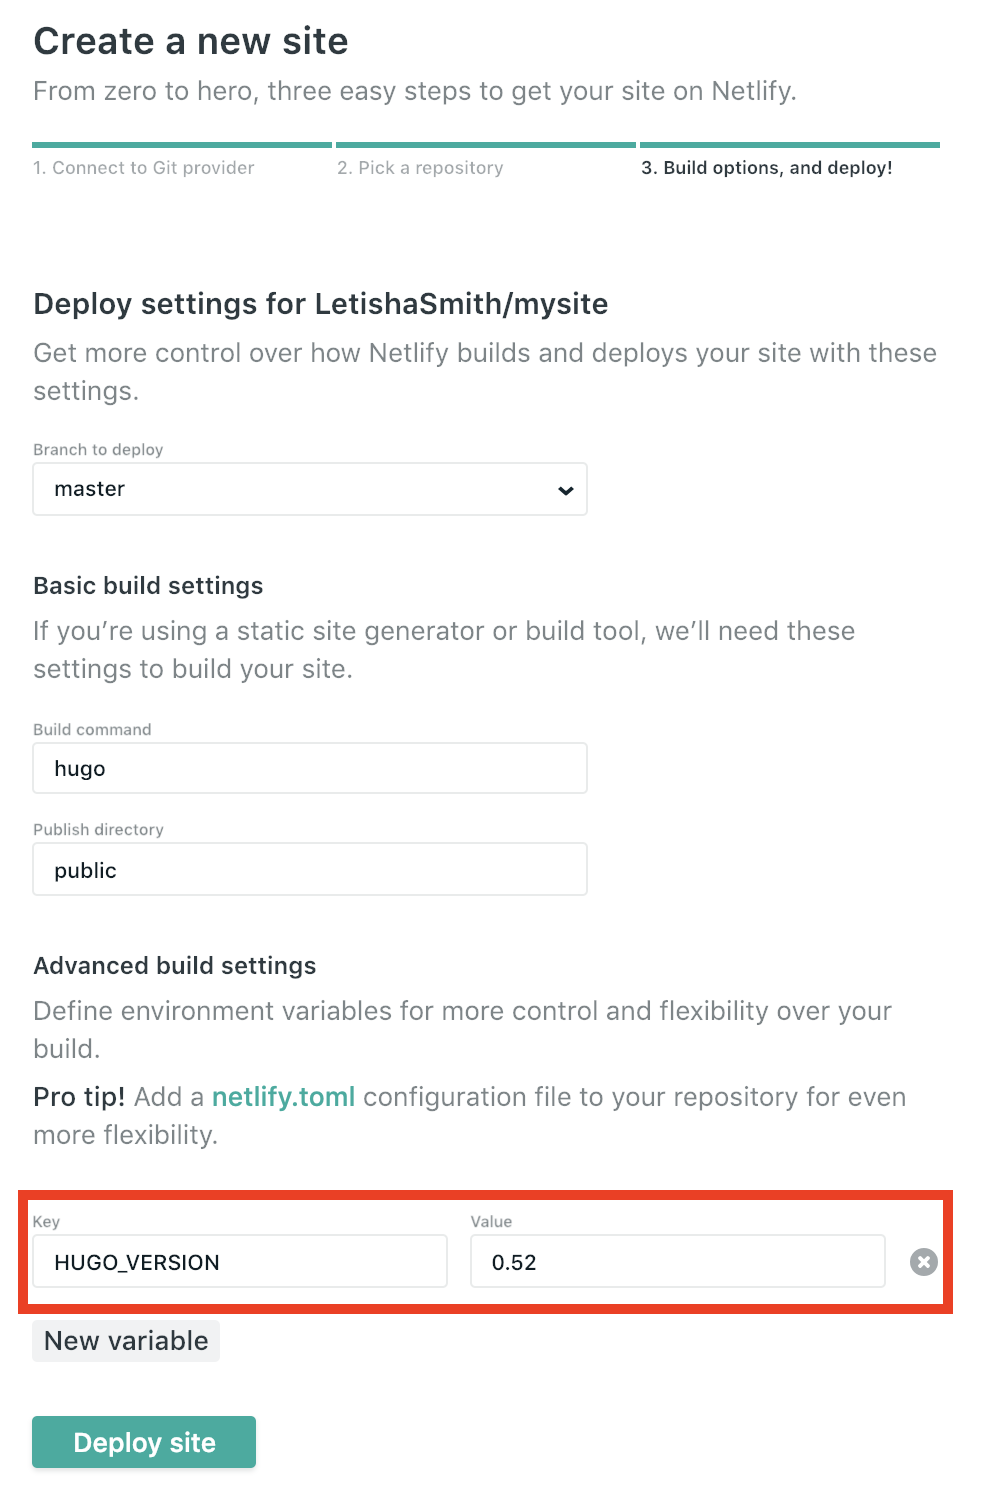 Create a new site
From zero to hero, three easy steps to get your site on Netlify.
1. Connect to Git provider
2. Pick a repository
3. Build options, and deploy!
Deploy settings for LetishaSmith/mysite
Get more control over how Netlify builds and deploys your site with these
settings.
Branch to deploy
master
Basic build settings
If you’re using a static site generator or build tool, we’ll need these
settings to build your site.
Build command
hugo
Publish directory
public
Advanced build settings
Define environment variables for more control and flexibility over your
build.
Pro tip! Add a netlify.toml configuration file to your repository for even
more flexibility.
Key
Value
HUGO_VERSION
0.52
New variable
Deploy site